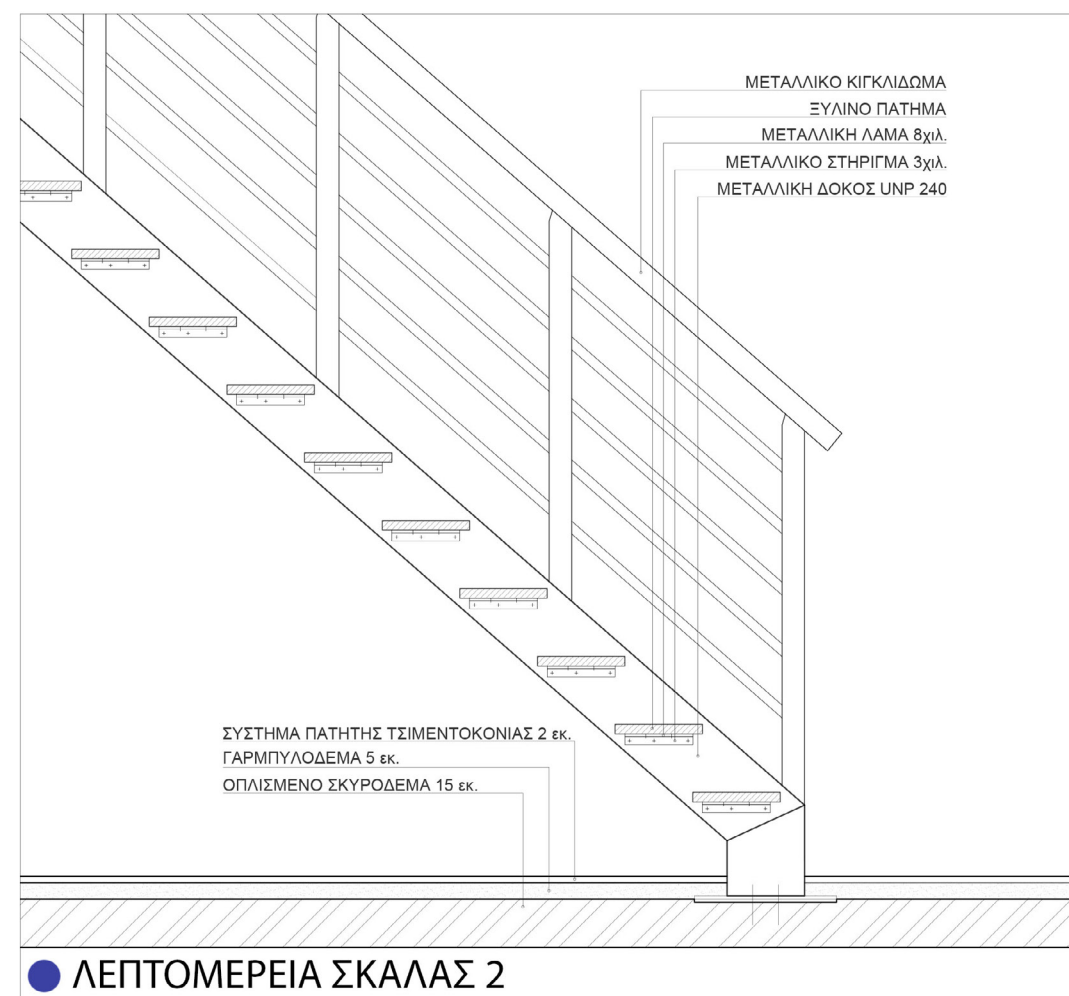 ΜΕΤΑΛΛΙΚΟ ΚΙΓΚΛΙΔΩΜΑ
ΞΥΛΙΝΟ ΠΑΤΗΜΑ
ΜΕΤΑΛΛΙΚΗ ΛΑΜΑ 8χιλ.
ΜΕΤΑΛΛΙΚΟ ΣΤΗΡΙΓΜΑ 3χιλ.
ΜΕΤΑΛΛΙΚΗ ΔΟΚΟΣ UNP 240
ΣΥΣΤΗΜΑ ΠΑΤΗΤΗΣ ΤΣΙΜΕΝΤΟΚΟΝΙΑΣ 2 εκ.
ΓΑΡΜΠΥΛΟΔΕΜΑ 5 εκ.
ΟΠΛΙΣΜΕΝΟ ΣΚΥΡΟΔΕΜΑ 15 εκ.
ΛΕΠΤΟΜΕΡΕΙΑ ΣΚΑΛΑΣ 2